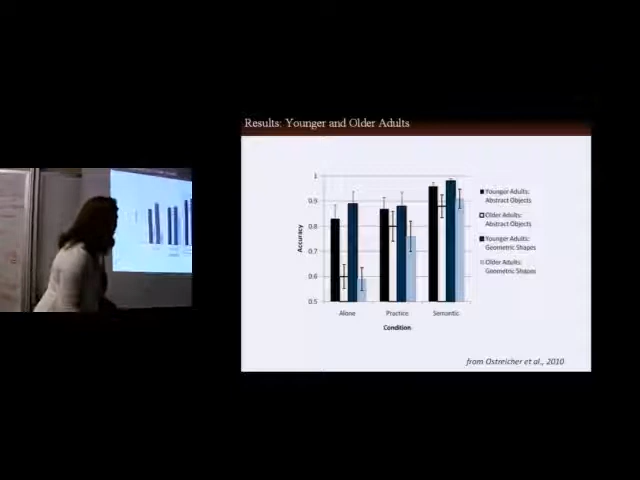 Results: Younger and Older Adults
1
0.9
0.8
0.7
0.6
0.5
Accuracy
Alone
Practice
Semantic
Condition
Younger Adults:
Abstract Objects
Older Adults:
Abstract Objects
Younger Adults:
Geometric Shapes
Older Adults:
Geometric Shapes
from Ostreicher et al., 2010